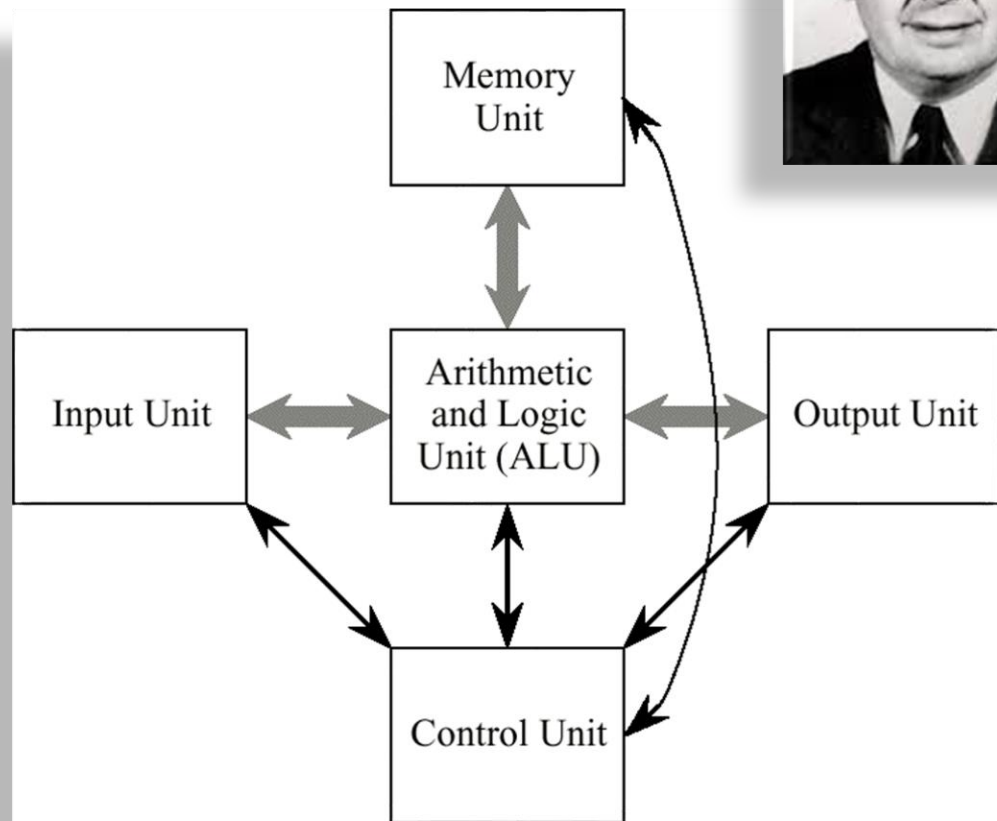 Memory
Unit
Input Unit
Arithmetic
and Logic
Unit (ALU)
Output Unit
Control Unit